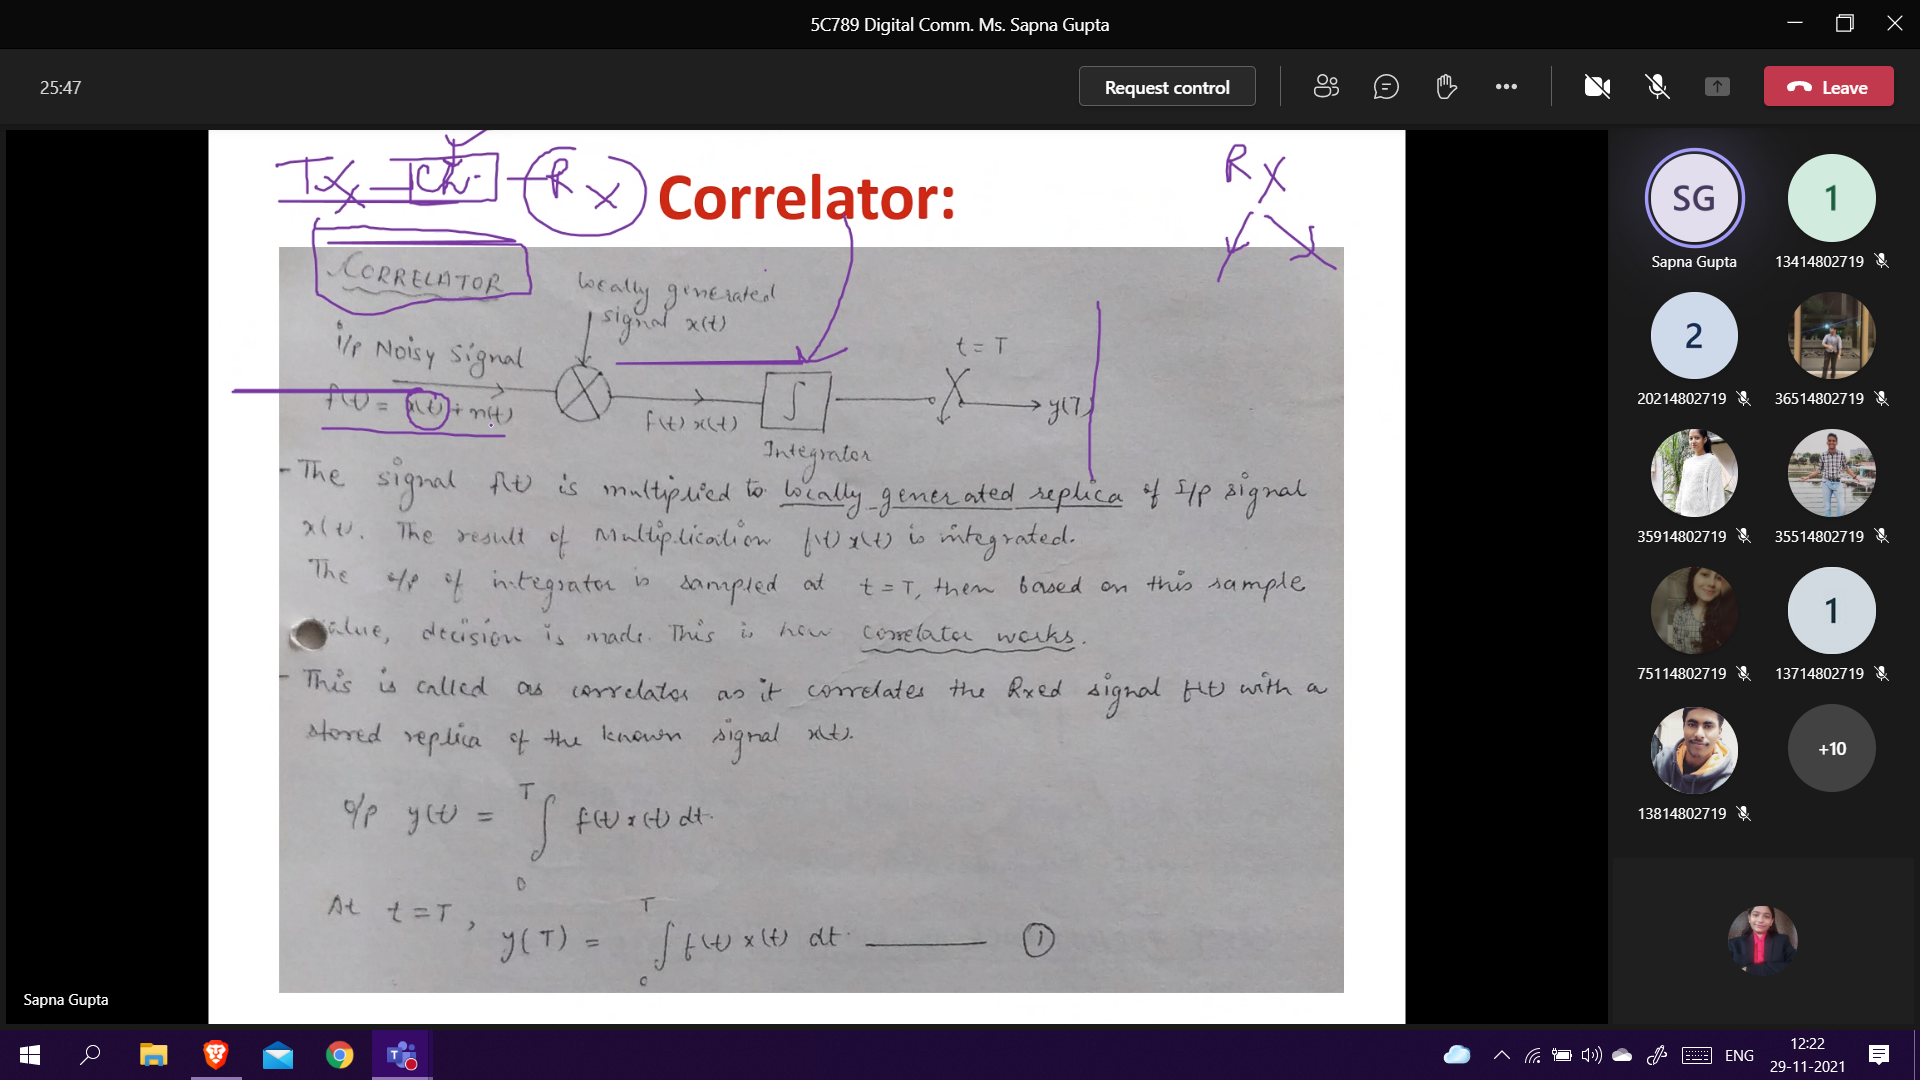 5C789 Digital Comm. Ms. Sapna Gupta
25:47
Request control
Leave
Tx Ch. Rx
Correlator:
Rx
CORRELATOR
locally generated
signal x(t)
i/p Noisy signal
t = T
f(t) = x(t) + n(t)
f(t) x(t)
∫
y(T)
Integrator
- The signal f(t) is multiplied to locally generated replica of I/p signal
x(t). The result of Multiplication f(t) x(t) is integrated.
The o/p of integrator is sampled at t = T, then based on this sample
value, decision is made. This is how correlator works.
- This is called as correlator as it correlates the Rxed signal f(t) with a
stored replica of the known signal x(t).
o/p y(t) = ∫₀ᵀ f(t) x(t) dt.
At t = T,
y(T) = ∫₀ᵀ f(t) x(t) dt. ——— ①
Sapna Gupta
SG
Sapna Gupta
1
13414802719
2
20214802719
36514802719
35914802719
35514802719
75114802719
1
13714802719
13814802719
+10
ENG
12:22
29-11-2021